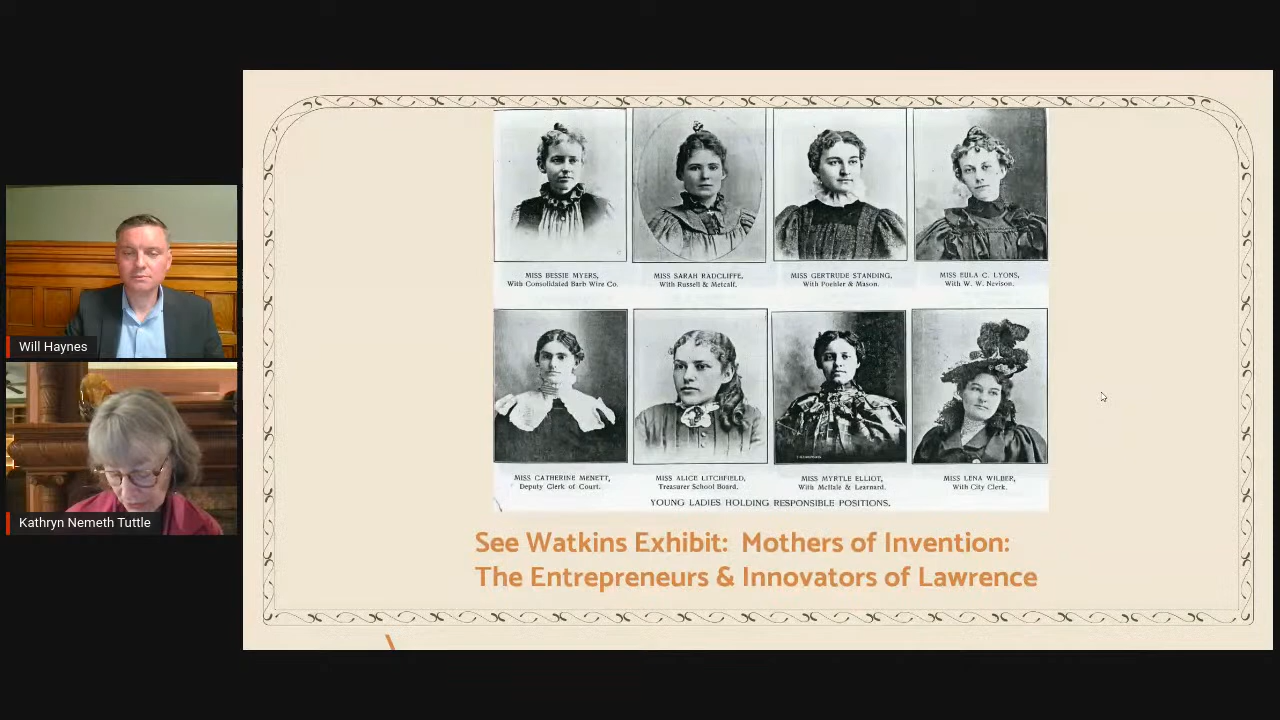 MISS BESSIE MYERS,
With Consolidated Barb Wire Co.
MISS SARAH RADCLIFFE,
With Russell & Metcalf.
MISS GERTRUDE STANDING,
With Poehler & Mason.
MISS EULA C. LYONS,
With W. W. Nevison.
MISS CATHERINE MENETT,
Deputy Clerk of Court.
MISS ALICE LITCHFIELD,
Treasurer School Board.
MISS MYRTLE ELLIOT,
With McHale & Learnard.
MISS LENA WILBER,
With City Clerk.
YOUNG LADIES HOLDING RESPONSIBLE POSITIONS.
See Watkins Exhibit: Mothers of Invention:
The Entrepreneurs & Innovators of Lawrence
Will Haynes
Kathryn Nemeth Tuttle